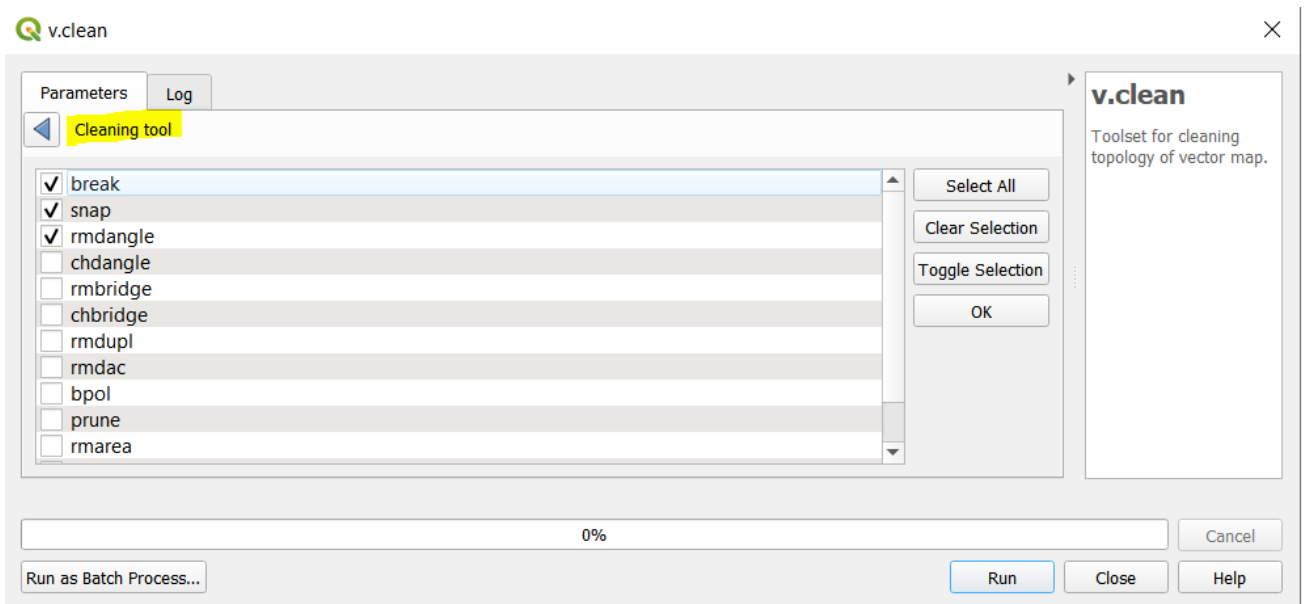 v.clean
Parameters
Log
Cleaning tool
break
snap
rmdangle
chdangle
rmbridge
chbridge
rmdupl
rmdac
bpol
prune
rmarea
Select All
Clear Selection
Toggle Selection
OK
v.clean
Toolset for cleaning
topology of vector map.
0%
Cancel
Run as Batch Process...
Run
Close
Help